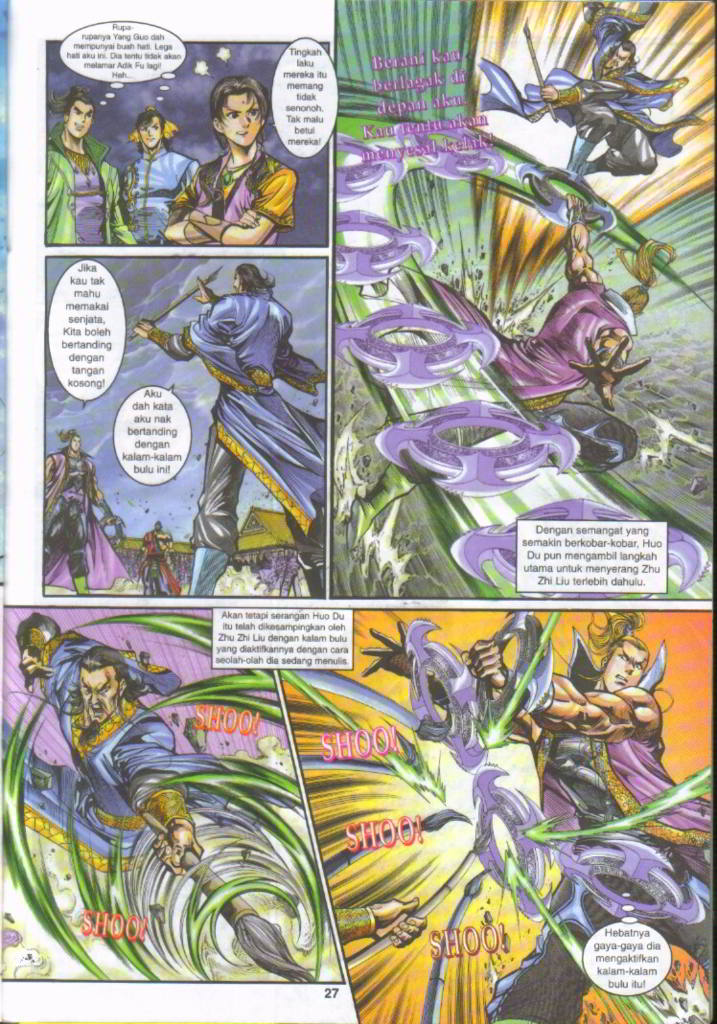 Rupa-
rupanya Yang Guo dah
mempunyai buah hati. Lega
hati aku ini. Dia tentu tidak akan
melamar Adik Fu lagi!
Heh...
Tingkah
laku
mereka itu
memang
tidak
senonoh.
Tak malu
betul
mereka!
Jika
kau tak
mahu
memakai
senjata,
Kita boleh
bertanding
dengan
tangan
kosong!
Aku
dah kata
aku nak
bertanding
dengan
kalam-kalam
bulu ini!
Berani kau
berlagak di
depan aku.
Kau tentu akan
menyesal kelak!
Dengan semangat yang
semakin berkobar-kobar, Huo
Du pun mengambil langkah
utama untuk menyerang Zhu
Zhi Liu terlebih dahulu.
Akan tetapi serangan Huo Du
itu telah dikesampingkan oleh
Zhu Zhi Liu dengan kalam bulu
yang diaktifkannya dengan cara
seolah-olah dia sedang menulis.
SHOO!
SHOO!
SHOO!
SHOO!
SHOO!
Hebatnya
gaya-gaya dia
mengaktifkan
kalam-kalam
bulu itu!
27